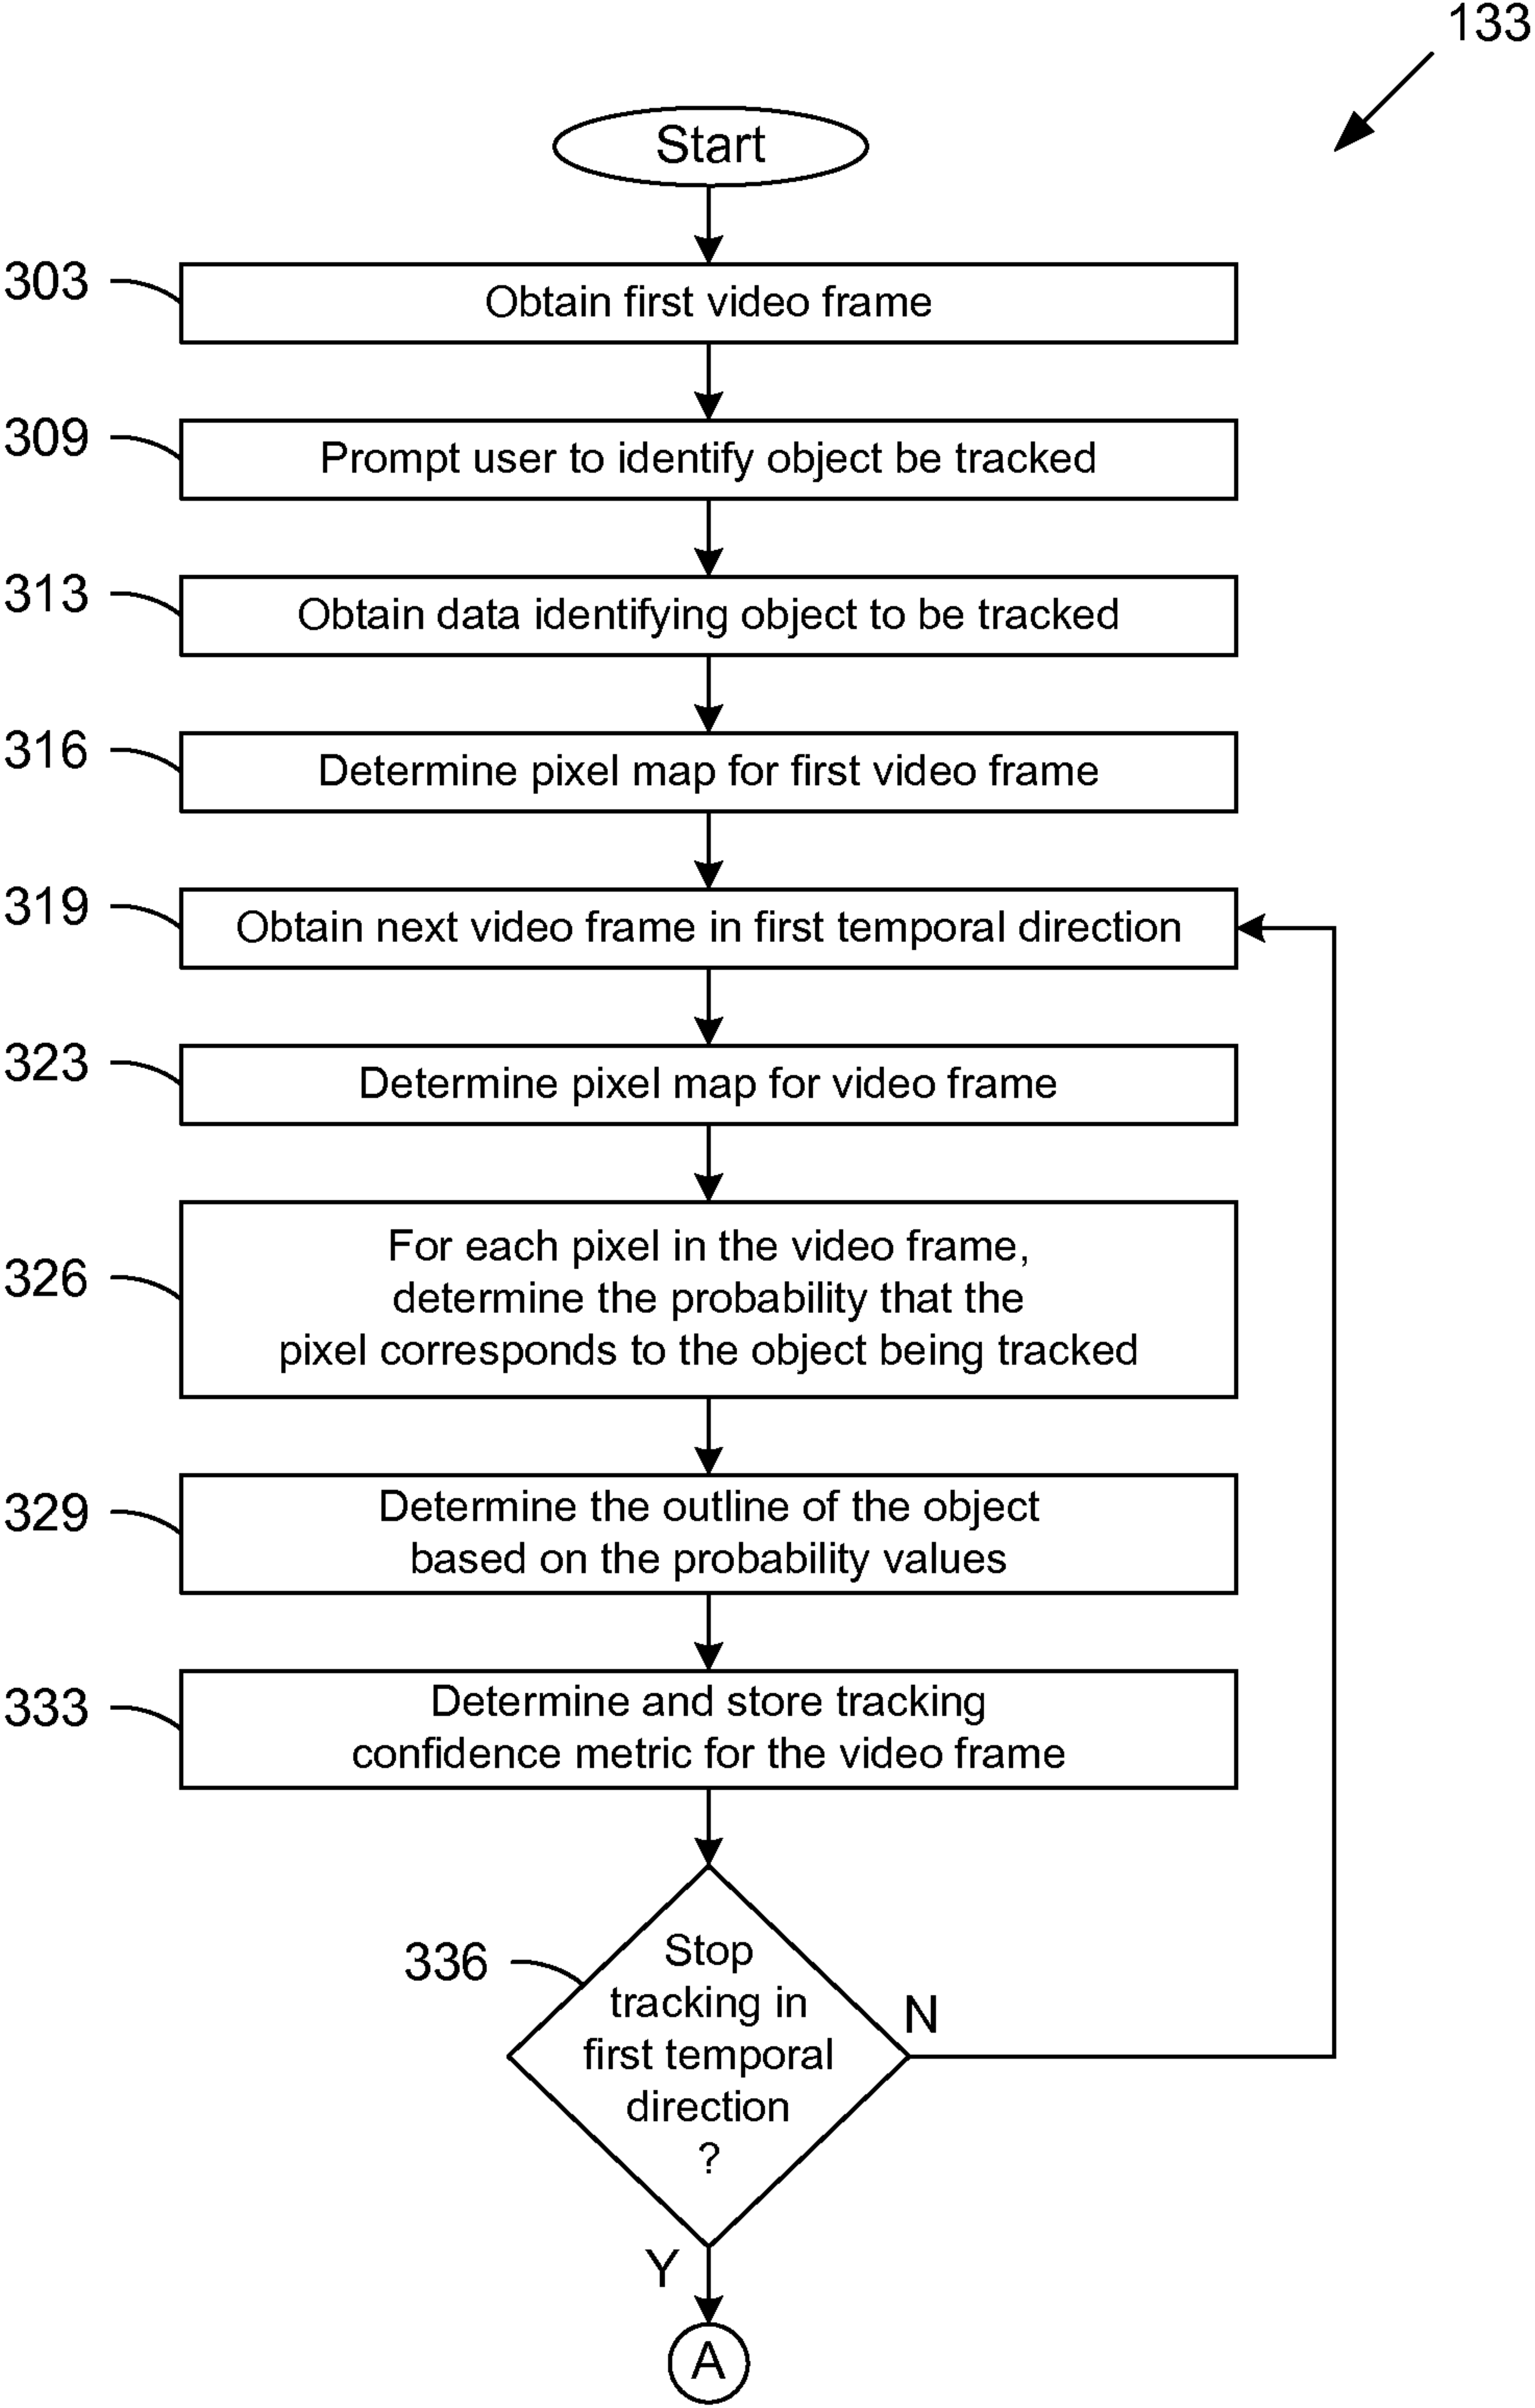 133
Start
303
Obtain first video frame
309
Prompt user to identify object be tracked
313
Obtain data identifying object to be tracked
316
Determine pixel map for first video frame
319
Obtain next video frame in first temporal direction
323
Determine pixel map for video frame
326
For each pixel in the video frame,
determine the probability that the
pixel corresponds to the object being tracked
329
Determine the outline of the object
based on the probability values
333
Determine and store tracking
confidence metric for the video frame
336
Stop
tracking in
first temporal
direction
?
N
Y
A